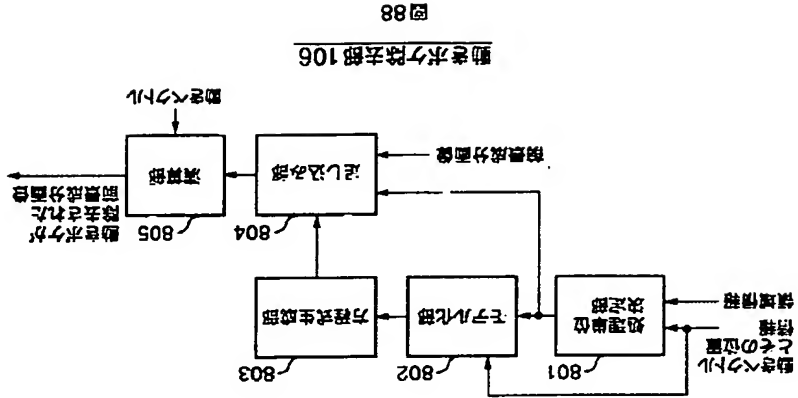 動きベクトル
とその位置
情報
領域情報
801
処理単位
決定部
802
モデル化部
803
方程式生成部
804
足し込み部
前景成分画像
805
演算部
動きベクトル
動きボケが
除去された
前景成分画像
動きボケ除去部 106
図88